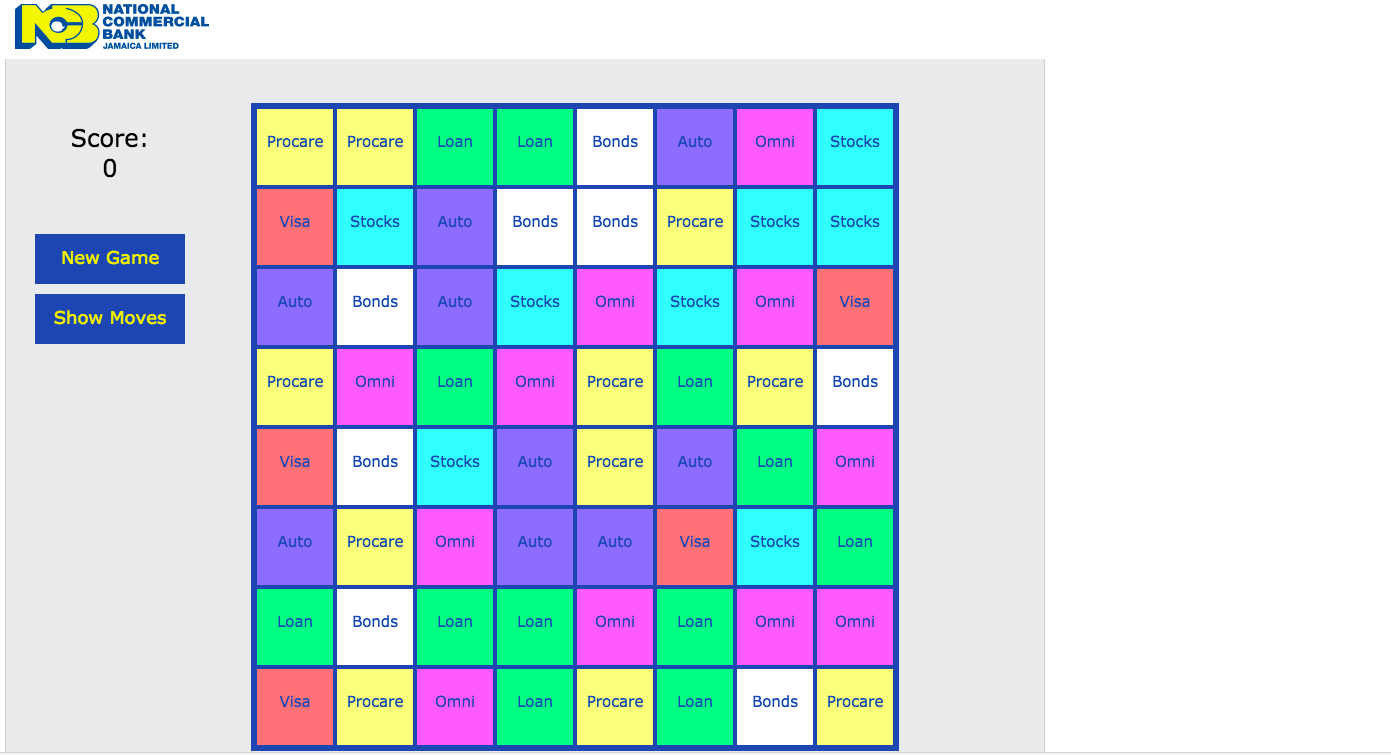 NATIONAL
COMMERCIAL
BANK
JAMAICA LIMITED
NCB
Score:
0
New Game
Show Moves
Procare Procare Loan Loan Bonds Auto Omni Stocks
Visa Stocks Auto Bonds Bonds Procare Stocks Stocks
Auto Bonds Auto Stocks Omni Stocks Omni Visa
Procare Omni Loan Omni Procare Loan Procare Bonds
Visa Bonds Stocks Auto Procare Auto Loan Omni
Auto Procare Omni Auto Auto Visa Stocks Loan
Loan Bonds Loan Loan Omni Loan Omni Omni
Visa Procare Omni Loan Procare Loan Bonds Procare